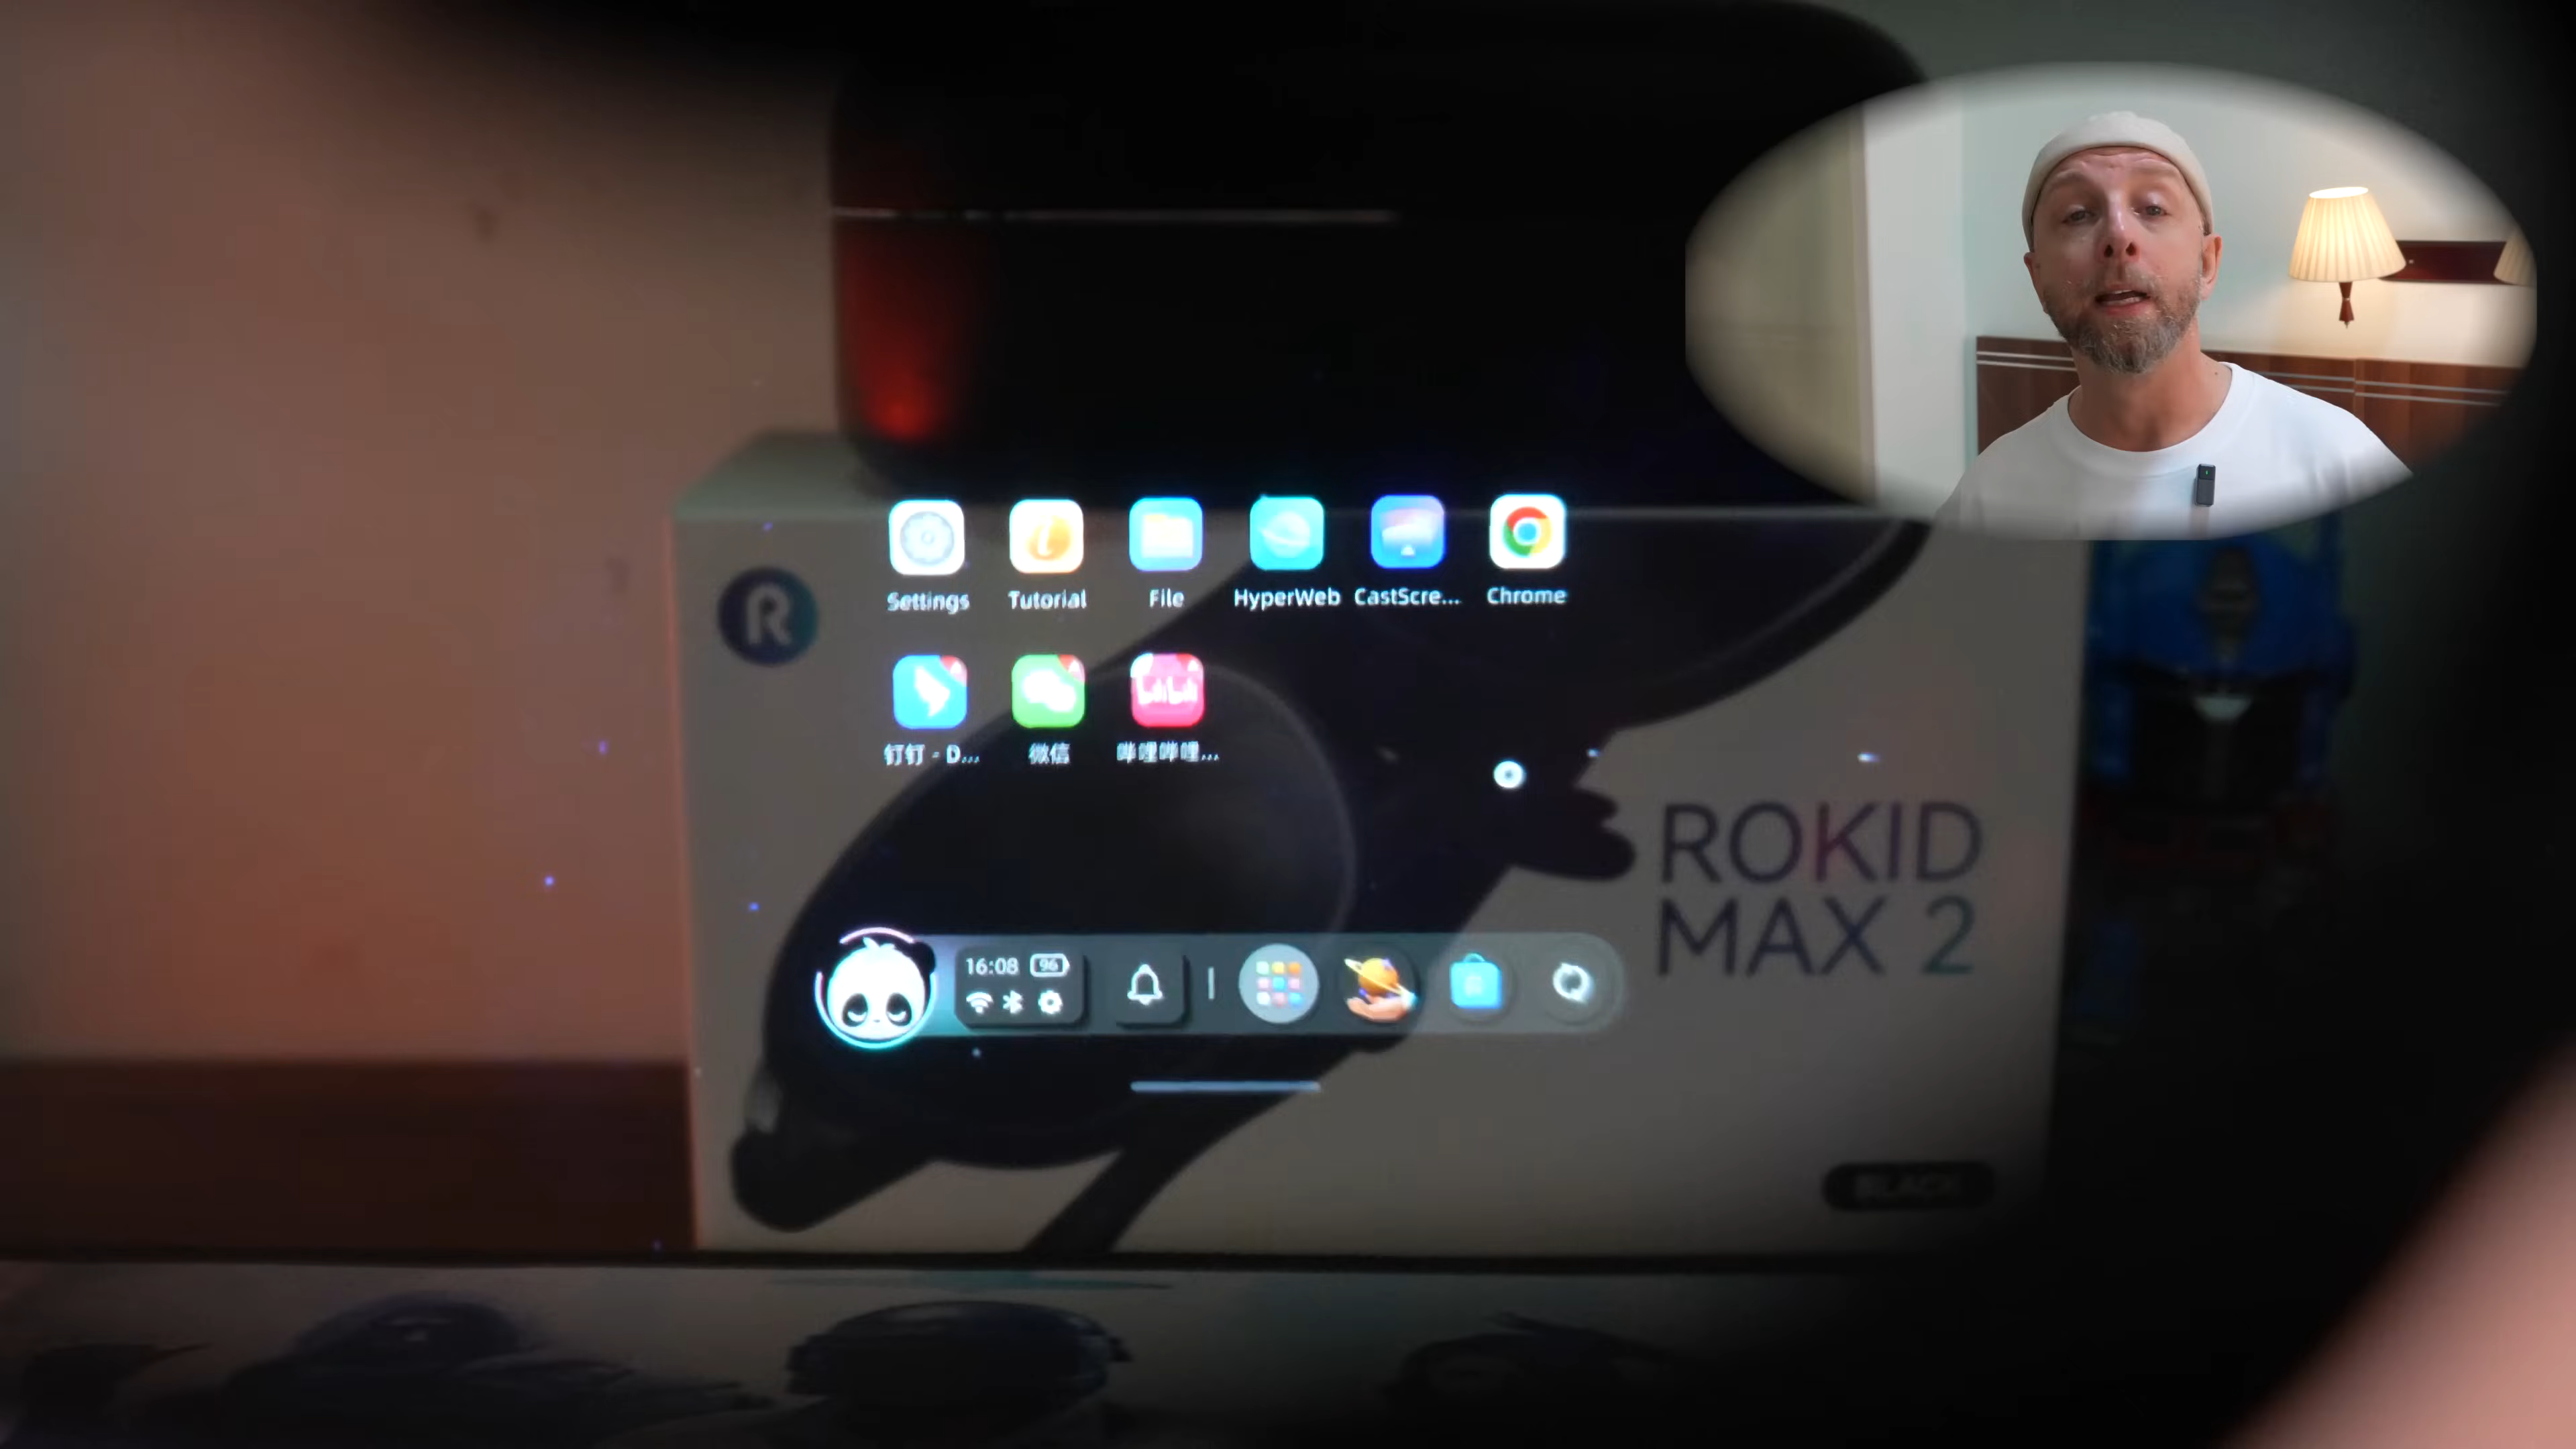 Settings
Tutorial
File
HyperWeb
CastScre...
Chrome
R
钉钉 - D...
微信
哔哩哔哩...
ROKID
MAX 2
16:08 96
BLACK